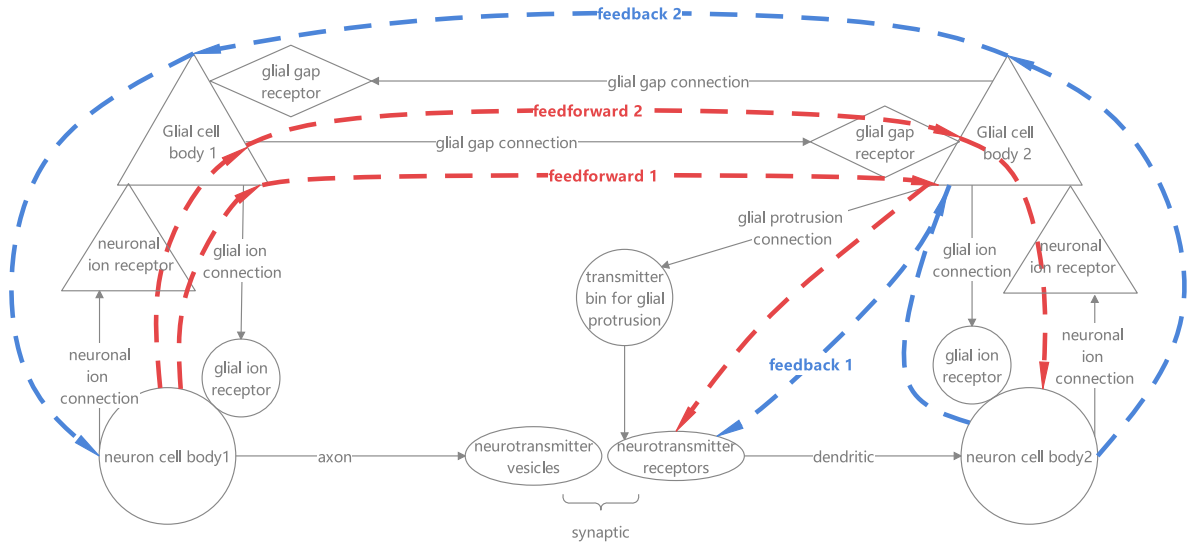 feedback 2
glial gap
receptor
glial gap connection
feedforward 2
Glial cell
body 1
glial gap connection
glial gap
receptor
Glial cell
body 2
feedforward 1
neuronal
ion receptor
glial ion
connection
glial protrusion
connection
glial ion
connection
neuronal
ion receptor
transmitter
bin for glial
protrusion
neuronal
ion
connection
glial ion
receptor
feedback 1
glial ion
receptor
neuronal
ion
connection
neuron cell body1
axon
neurotransmitter
vesicles
neurotransmitter
receptors
dendritic
neuron cell body2
synaptic